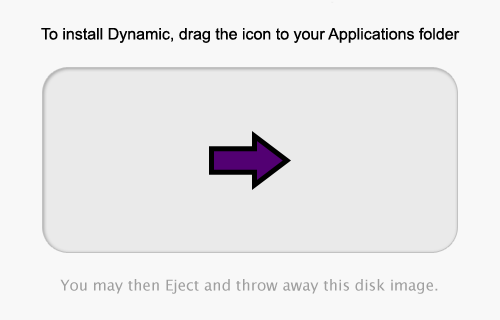 To install Dynamic, drag the icon to your Applications folder
You may then Eject and throw away this disk image.